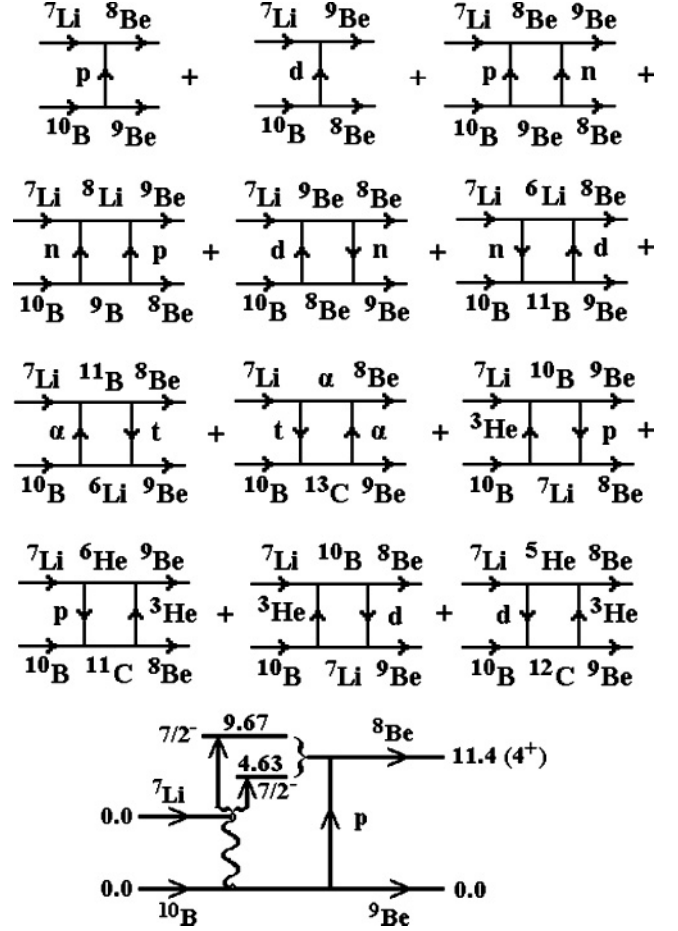 ⁷Li ⁸Be ⁷Li ⁹Be ⁷Li ⁸Be ⁹Be
p + d + p n +
¹⁰B ⁹Be ¹⁰B ⁸Be ¹⁰B ⁹Be ⁸Be
⁷Li ⁸Li ⁹Be ⁷Li ⁹Be ⁸Be ⁷Li ⁶Li ⁸Be
n p + d n + n d +
¹⁰B ⁹B ⁸Be ¹⁰B ⁸Be ⁹Be ¹⁰B ¹¹B ⁹Be
⁷Li ¹¹B ⁸Be ⁷Li α ⁸Be ⁷Li ¹⁰B ⁹Be
α t + t α + ³He p +
¹⁰B ⁶Li ⁹Be ¹⁰B ¹³C ⁹Be ¹⁰B ⁷Li ⁸Be
⁷Li ⁶He ⁹Be ⁷Li ¹⁰B ⁸Be ⁷Li ⁵He ⁸Be
p ³He + ³He d + d ³He
¹⁰B ¹¹C ⁸Be ¹⁰B ⁷Li ⁹Be ¹⁰B ¹²C ⁹Be
7/2⁻ 9.67 ⁸Be
4.63 11.4 (4⁺)
⁷Li 7/2⁻
0.0 p
0.0 0.0
¹⁰B ⁹Be